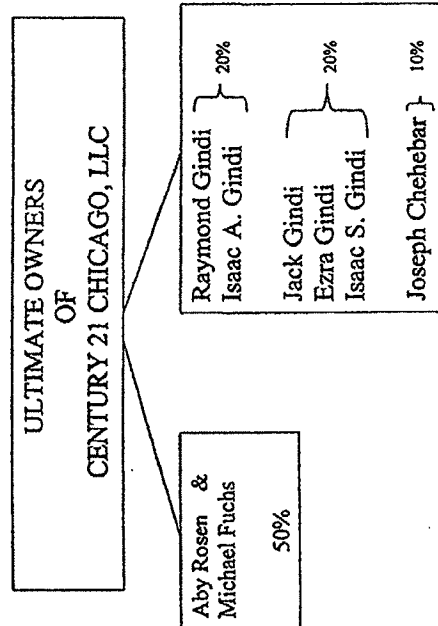 ULTIMATE OWNERS
OF
CENTURY 21 CHICAGO, LLC
Aby Rosen &
Michael Fuchs
50%
Raymond Gindi
Isaac A. Gindi
20%
Jack Gindi
Ezra Gindi
Isaac S. Gindi
20%
Joseph Chehebar
10%